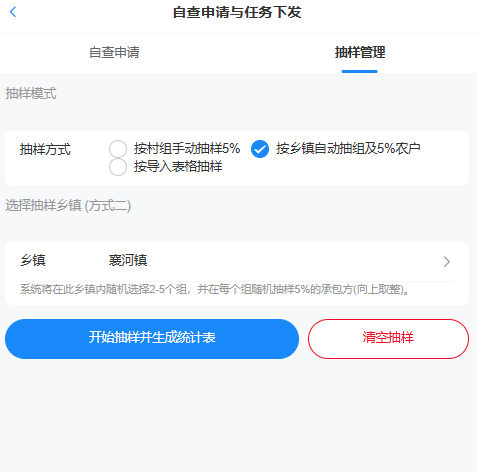 自查申请与任务下发
自查申请 抽样管理
抽样模式
抽样方式 按村组手动抽样5% 按乡镇自动抽组及5%农户
按导入表格抽样
选择抽样乡镇 (方式二)
乡镇 襄河镇
系统将在此乡镇内随机选择2-5个组，并在每个组随机抽样5%的承包方(向上取整)。
开始抽样并生成统计表 清空抽样